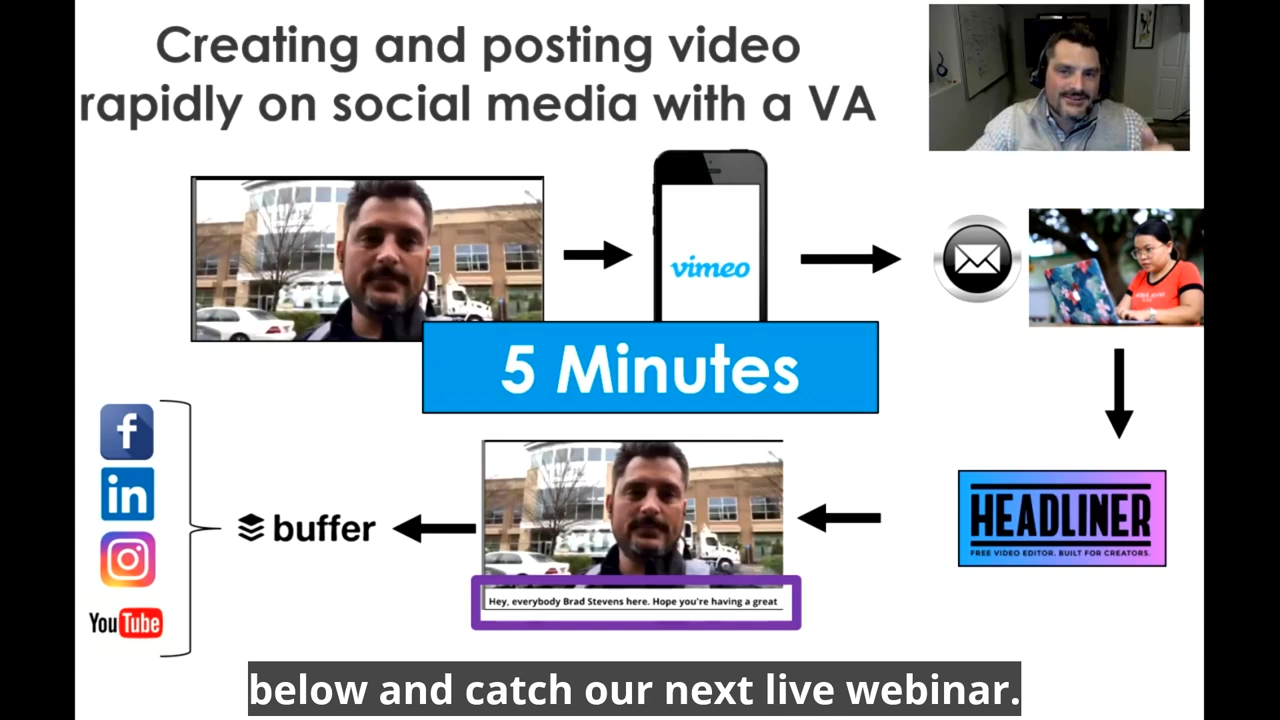 Creating and posting video
rapidly on social media with a VA
vimeo
5 Minutes
f
in
YouTube
buffer
Hey, everybody Brad Stevens here. Hope you're having a great
HEADLINER
FREE VIDEO EDITOR. BUILT FOR CREATORS.
below and catch our next live webinar.